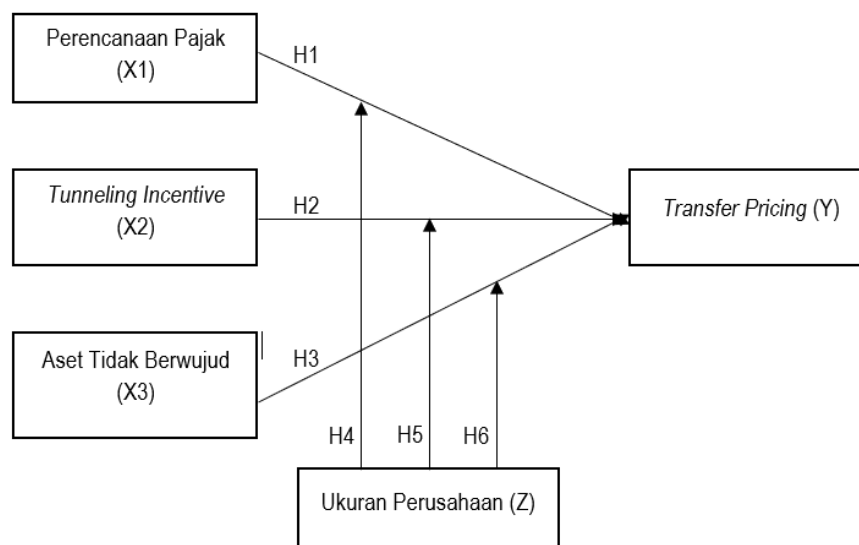 Perencanaan Pajak
(X1)
H1
Tunneling Incentive
(X2)
H2
Transfer Pricing (Y)
Aset Tidak Berwujud
(X3)
H3
H4
H5
H6
Ukuran Perusahaan (Z)